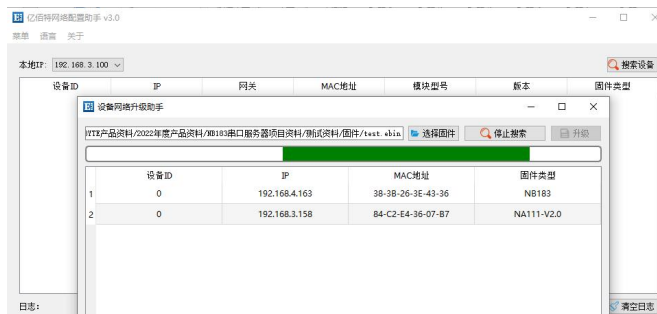 亿佰特网络配置助手 v3.0
菜单 语言 关于
本地IP: 192.168.3.100 搜索设备
设备ID IP 网关 MAC地址 模块型号 版本 固件类型
设备网络升级助手
YTE产品资料/2022年度产品资料/NB183串口服务器项目资料/测试资料/固件/test.ebin 选择固件 停止搜索 升级
设备ID IP MAC地址 固件类型
1 0 192.168.4.163 38-3B-26-3E-43-36 NB183
2 0 192.168.3.158 84-C2-E4-36-07-B7 NA111-V2.0
日志: 清空日志